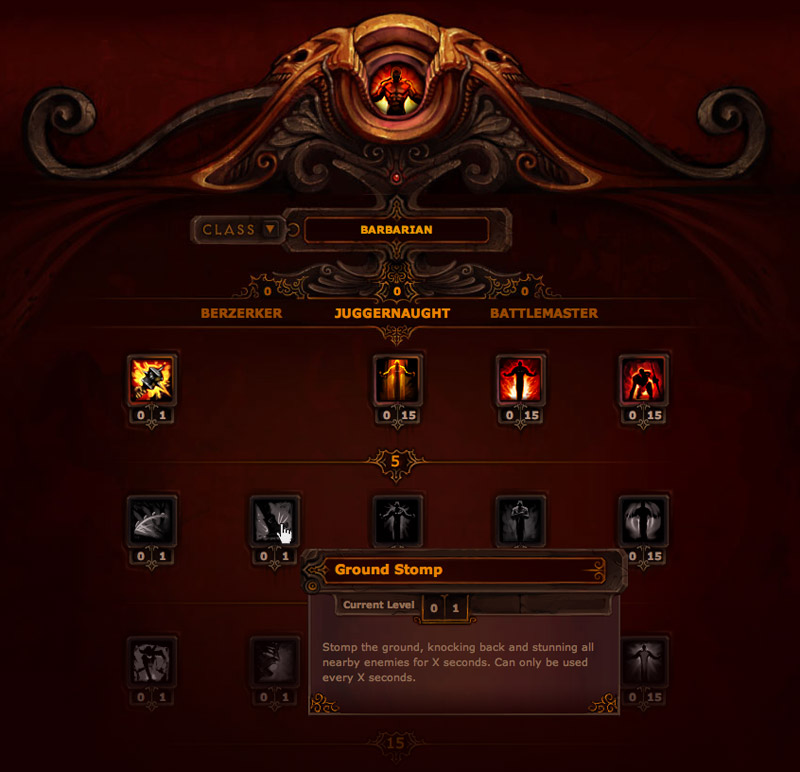 CLASS
BARBARIAN
0 0 0
BERZERKER JUGGERNAUGHT BATTLEMASTER
0 1 0 15 0 15 0 15
5
0 1 0 1 0 15
Ground Stomp
Current Level 0 1
Stomp the ground, knocking back and stunning all
nearby enemies for X seconds. Can only be used
every X seconds.
0 1 0 1 0 15
15